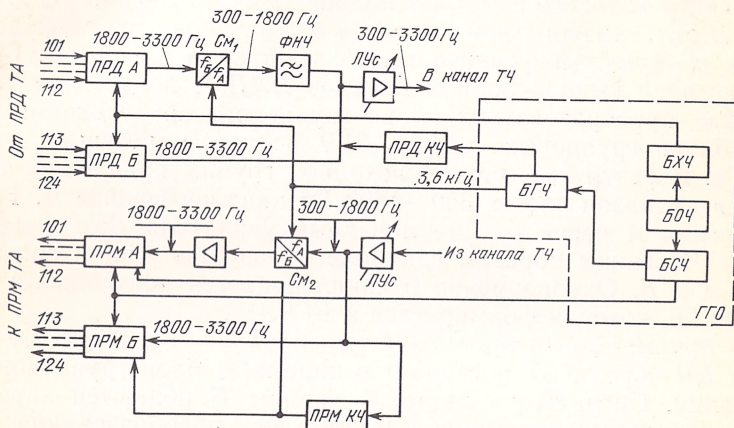 300–1800 Гц
300–3300 Гц
101
1800–3300 Гц
См₁
ФНЧ
ЛУс
ПРД А
fБ
fА
В канал ТЧ
112
От ПРД ТА
113
ПРД Б
1800–3300 Гц
ПРД КЧ
БХЧ
124
3,6 кГц
БГЧ
БОЧ
101
1800–3300 Гц
300–1800 Гц
ПРМ А
fА
fБ
Из канала ТЧ
БСЧ
112
См₂
ЛУс
ГГО
К ПРМ ТА
113
1800–3300 Гц
ПРМ Б
124
ПРМ КЧ